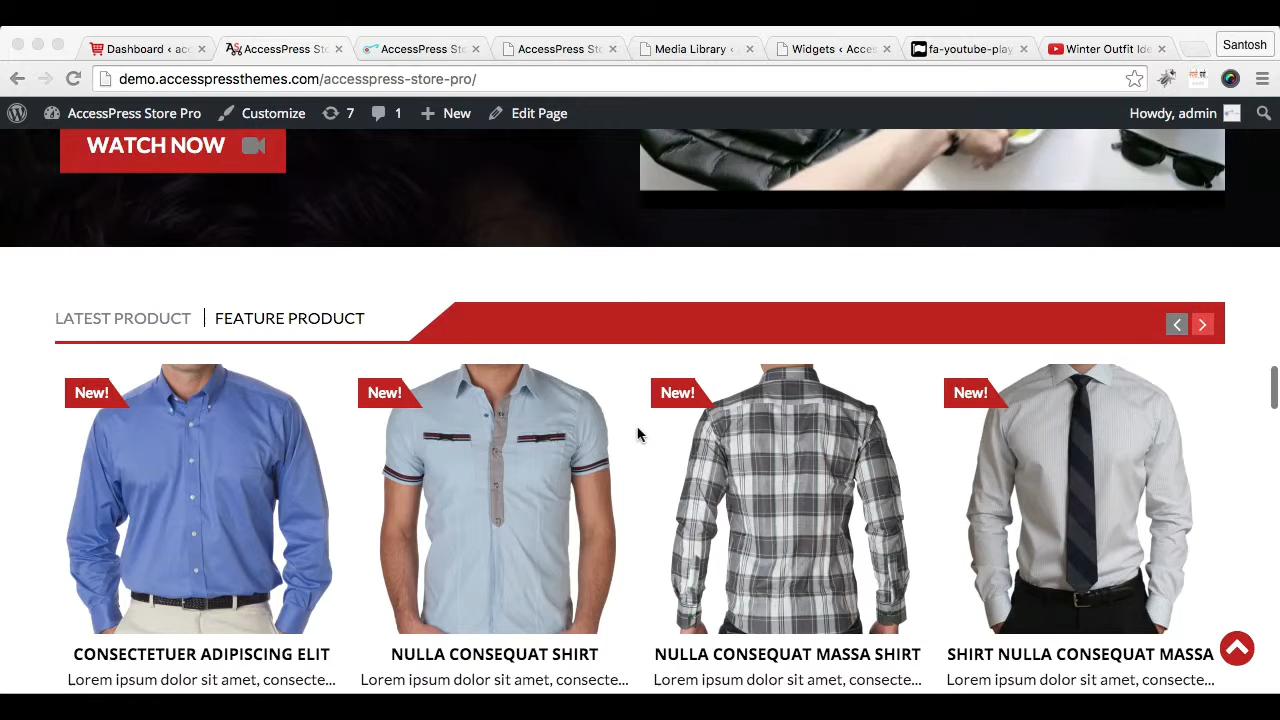 Dashboard ‹ acc
AccessPress Sto
AccessPress Sto
AccessPress Sto
Media Library ‹
Widgets ‹ Acces
fa-youtube-play
Winter Outfit Ide
Santosh
demo.accesspressthemes.com/accesspress-store-pro/
AccessPress Store Pro
Customize
7
1
New
Edit Page
Howdy, admin
WATCH NOW
LATEST PRODUCT
FEATURE PRODUCT
New!
New!
New!
New!
CONSECTETUER ADIPISCING ELIT
NULLA CONSEQUAT SHIRT
NULLA CONSEQUAT MASSA SHIRT
SHIRT NULLA CONSEQUAT MASSA
Lorem ipsum dolor sit amet, consecte...
Lorem ipsum dolor sit amet, consecte...
Lorem ipsum dolor sit amet, consecte...
Lorem ipsum dolor sit amet, consecte...